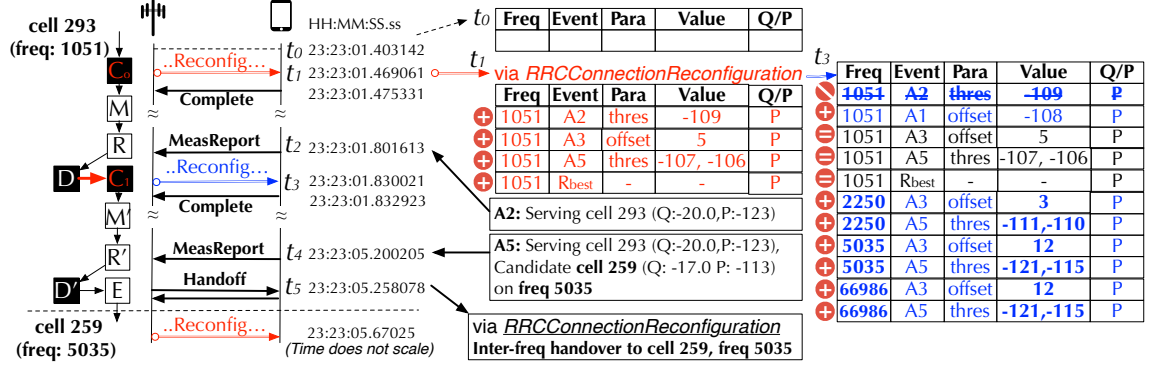 cell 293
(freq: 1051)
HH:MM:SS.ss
t0 23:23:01.403142
C0
..Reconfig...
t1 23:23:01.469061
Complete
23:23:01.475331
M
≈ ≈
R
MeasReport
t2 23:23:01.801613
D C1
..Reconfig...
t3 23:23:01.830021
Complete
23:23:01.832923
≈ ≈
M′
R′
MeasReport
t4 23:23:05.200205
D′ E
Handoff
t5 23:23:05.258078
cell 259
(freq: 5035)
..Reconfig...
23:23:05.67025
(Time does not scale)
t0
Freq Event Para Value Q/P
t1
via RRCConnectionReconfiguration
Freq Event Para Value Q/P
+ 1051 A2 thres -109 P
+ 1051 A3 offset 5 P
+ 1051 A5 thres -107, -106 P
+ 1051 Rbest - - P
A2: Serving cell 293 (Q:-20.0,P:-123)
A5: Serving cell 293 (Q:-20.0,P:-123),
Candidate cell 259 (Q: -17.0 P: -113)
on freq 5035
via RRCConnectionReconfiguration
Inter-freq handover to cell 259, freq 5035
t3
Freq Event Para Value Q/P
1051 A2 thres -109 P
+ 1051 A1 offset -108 P
= 1051 A3 offset 5 P
= 1051 A5 thres -107, -106 P
= 1051 Rbest - - P
+ 2250 A3 offset 3 P
+ 2250 A5 thres -111,-110 P
+ 5035 A3 offset 12 P
+ 5035 A5 thres -121,-115 P
+ 66986 A3 offset 12 P
+ 66986 A5 thres -121,-115 P